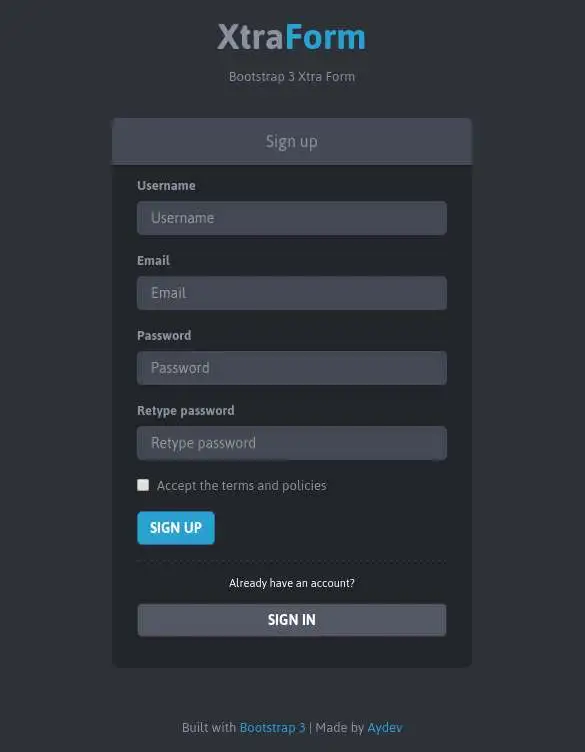 XtraForm
Bootstrap 3 Xtra Form
Sign up
Username
Username
Email
Email
Password
Password
Retype password
Retype password
Accept the terms and policies
SIGN UP
Already have an account?
SIGN IN
Built with Bootstrap 3 | Made by Aydev